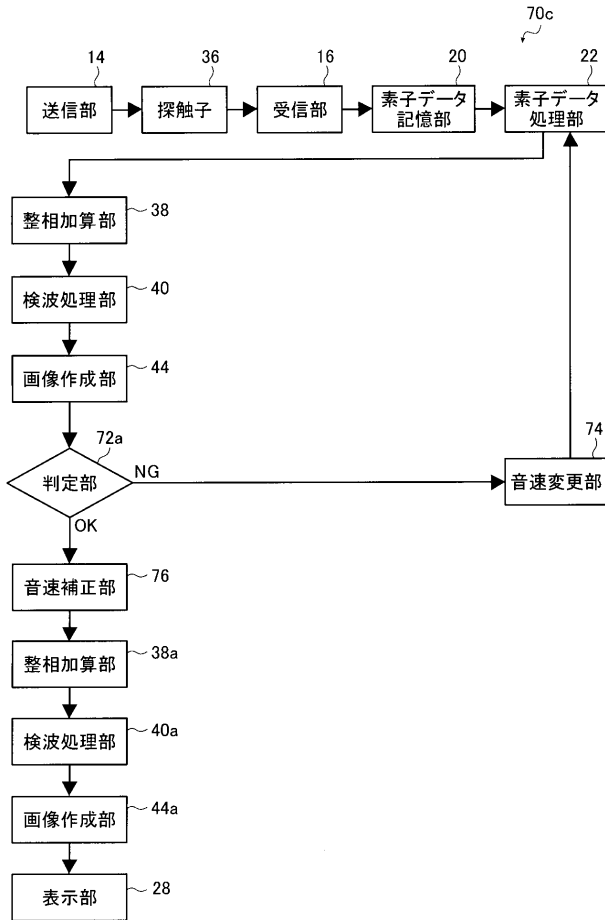 70c
14
36
16
20
22
送信部
探触子
受信部
素子データ
記憶部
素子データ
処理部
38
整相加算部
40
検波処理部
44
画像作成部
72a
判定部
NG
74
音速変更部
OK
76
音速補正部
38a
整相加算部
40a
検波処理部
44a
画像作成部
28
表示部